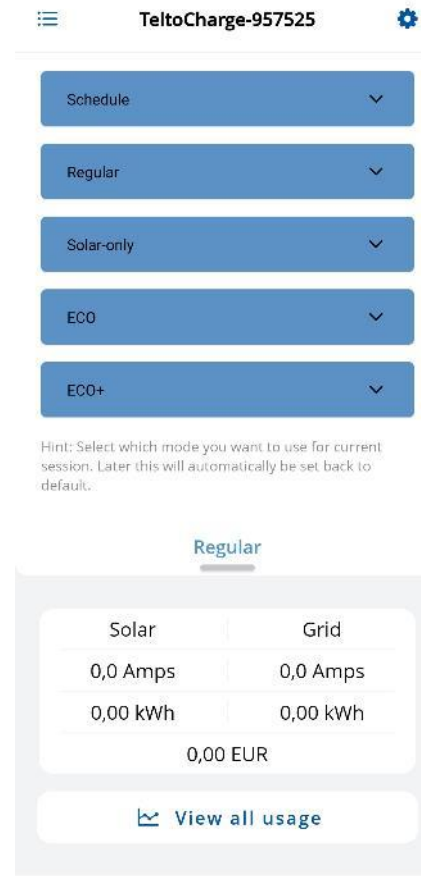 TeltoCharge-957525
Schedule
Regular
Solar-only
ECO
ECO+
Hint: Select which mode you want to use for current
session. Later this will automatically be set back to
default.
Regular
Solar Grid
0,0 Amps 0,0 Amps
0,00 kWh 0,00 kWh
0,00 EUR
View all usage